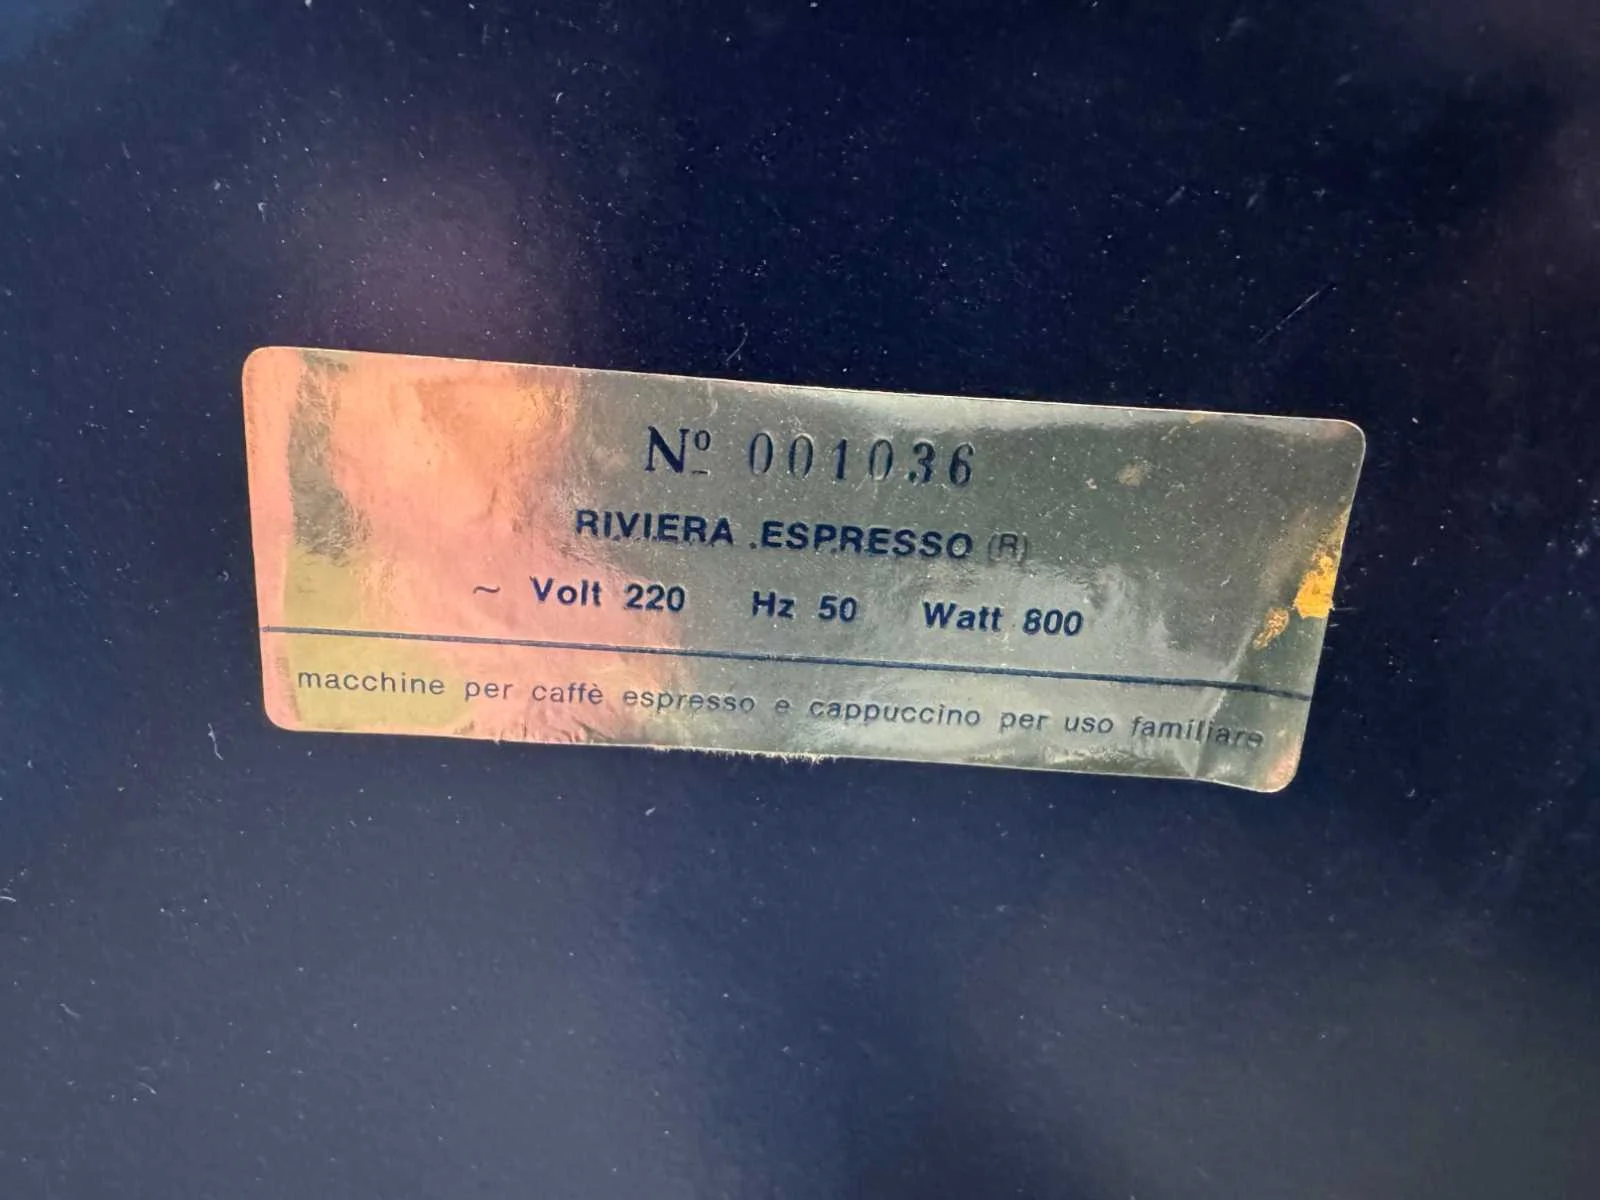 Nº 001036
RIVIERA ESPRESSO (R)
~ Volt 220 Hz 50 Watt 800
macchine per caffè espresso e cappuccino per uso familiare